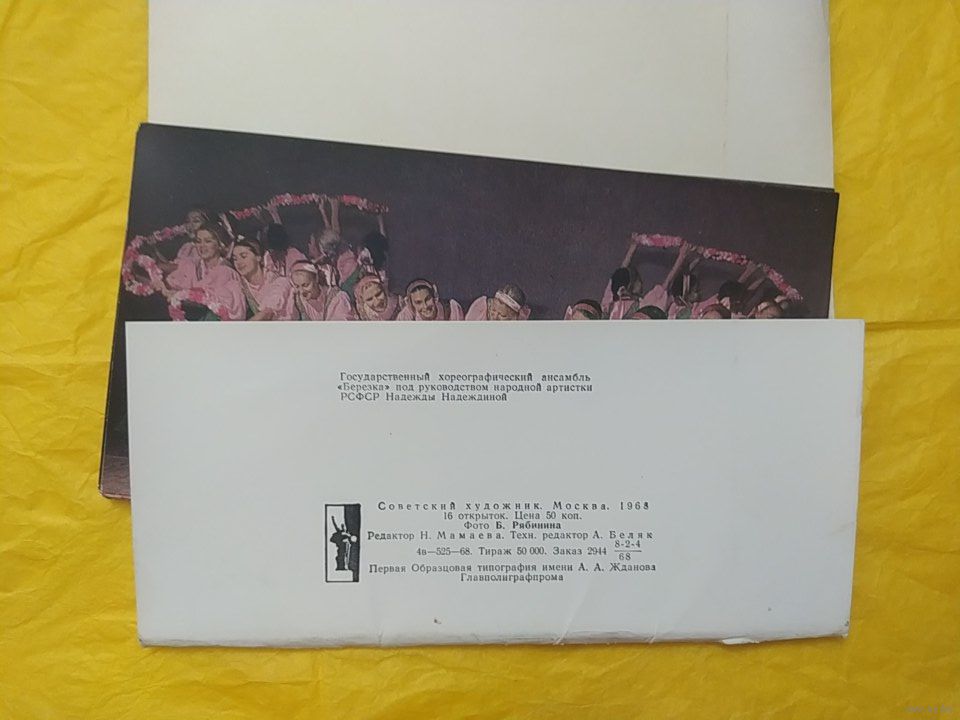 Государственный хореографический ансамбль
«Березка» под руководством народной артистки
РСФСР Надежды Надеждиной
Советский художник. Москва. 1968
16 открыток. Цена 50 коп.
Фото Б. Рябинина
Редактор Н. Мамаева. Техн. редактор А. Беляк
4в—525—68. Тираж 50 000. Заказ 2944 8-2-4
68
Первая Образцовая типография имени А. А. Жданова
Главполиграфпрома